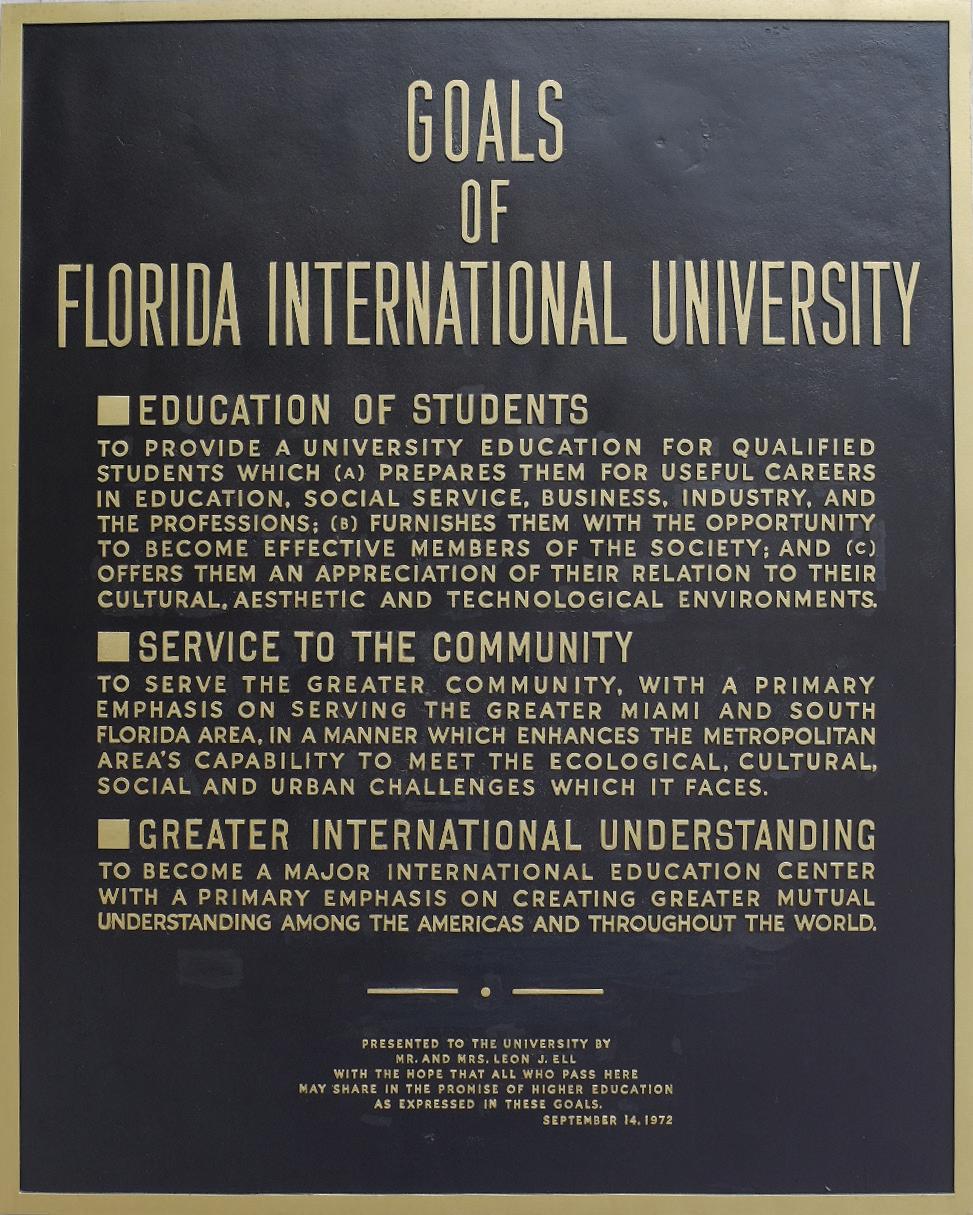 GOALS
OF
FLORIDA INTERNATIONAL UNIVERSITY
EDUCATION OF STUDENTS
TO PROVIDE A UNIVERSITY EDUCATION FOR QUALIFIED
STUDENTS WHICH (A) PREPARES THEM FOR USEFUL CAREERS
IN EDUCATION, SOCIAL SERVICE, BUSINESS, INDUSTRY, AND
THE PROFESSIONS; (B) FURNISHES THEM WITH THE OPPORTUNITY
TO BECOME EFFECTIVE MEMBERS OF THE SOCIETY; AND (C)
OFFERS THEM AN APPRECIATION OF THEIR RELATION TO THEIR
CULTURAL, AESTHETIC AND TECHNOLOGICAL ENVIRONMENTS.
SERVICE TO THE COMMUNITY
TO SERVE THE GREATER COMMUNITY, WITH A PRIMARY
EMPHASIS ON SERVING THE GREATER MIAMI AND SOUTH
FLORIDA AREA, IN A MANNER WHICH ENHANCES THE METROPOLITAN
AREA'S CAPABILITY TO MEET THE ECOLOGICAL, CULTURAL,
SOCIAL AND URBAN CHALLENGES WHICH IT FACES.
GREATER INTERNATIONAL UNDERSTANDING
TO BECOME A MAJOR INTERNATIONAL EDUCATION CENTER
WITH A PRIMARY EMPHASIS ON CREATING GREATER MUTUAL
UNDERSTANDING AMONG THE AMERICAS AND THROUGHOUT THE WORLD.
PRESENTED TO THE UNIVERSITY BY
MR. AND MRS. LEON J. ELL
WITH THE HOPE THAT ALL WHO PASS HERE
MAY SHARE IN THE PROMISE OF HIGHER EDUCATION
AS EXPRESSED IN THESE GOALS.
SEPTEMBER 14, 1972